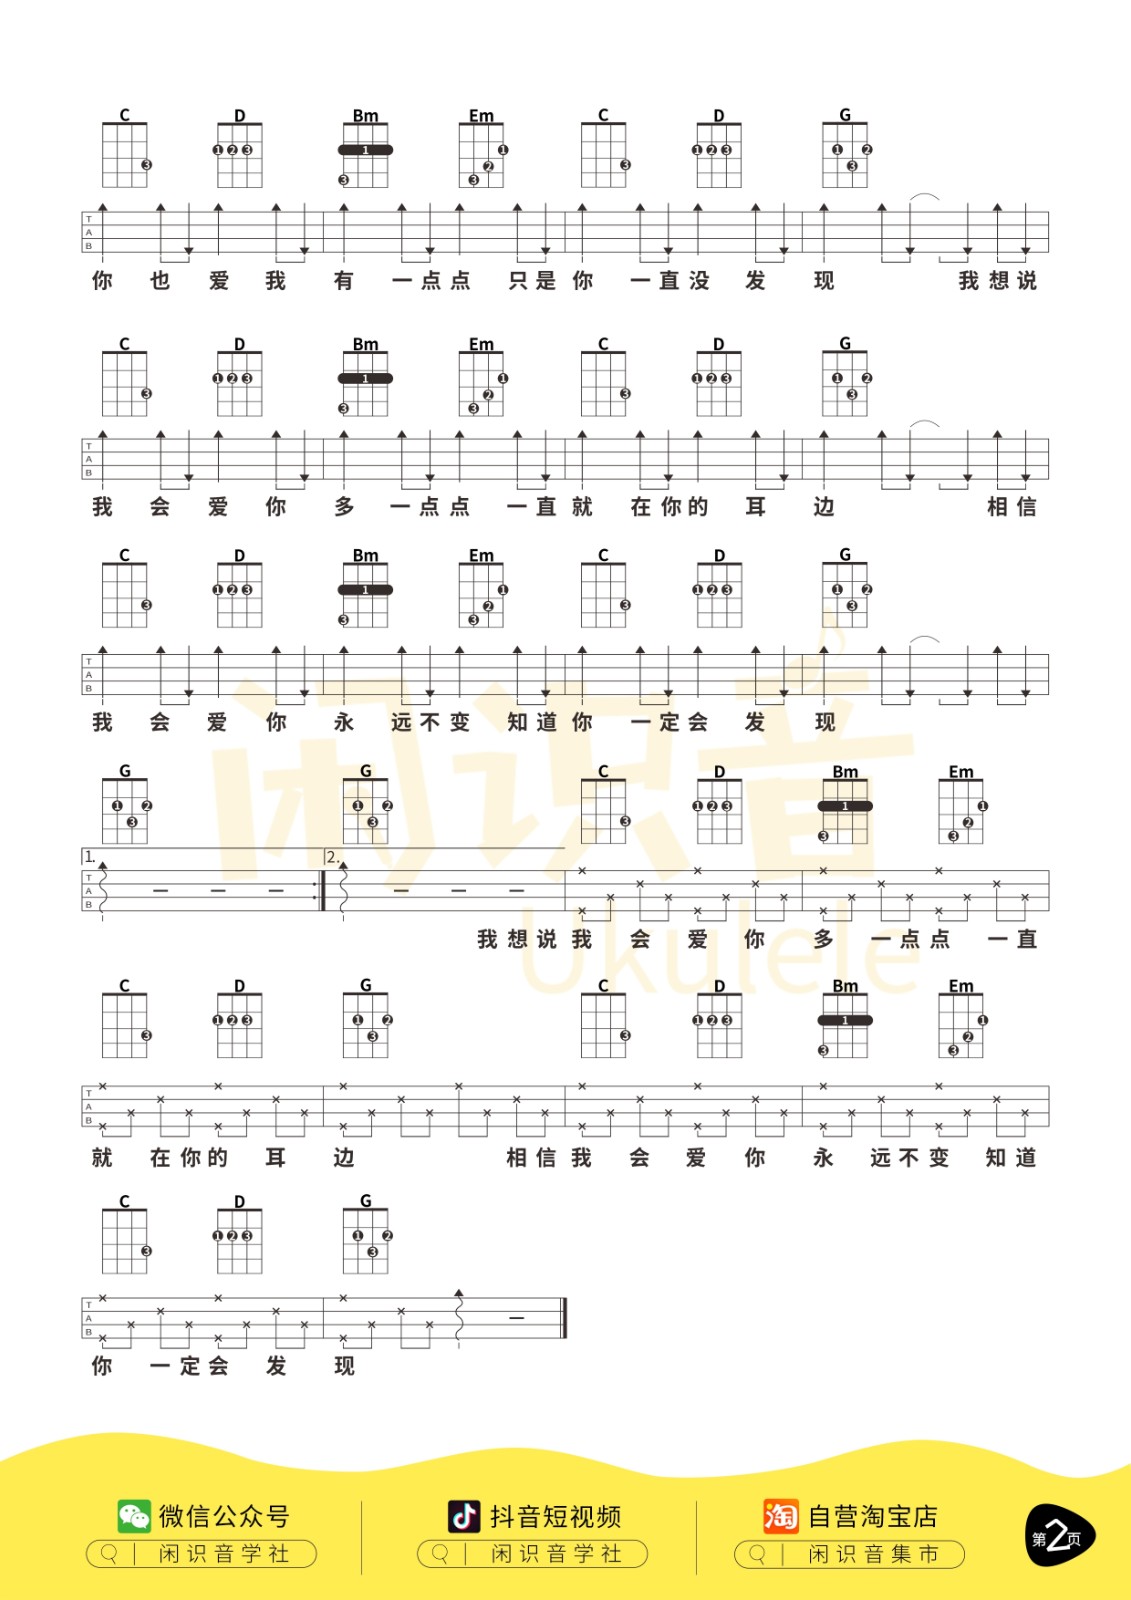 C D Bm Em C D G
你 也 爱 我 有 一 点 点 只 是 你 一 直 没 发 现 我 想 说
C D Bm Em C D G
我 会 爱 你 多 一 点 点 一 直 就 在 你 的 耳 边 相 信
C D Bm Em C D G
我 会 爱 你 永 远 不 变 知 道 你 一 定 会 发 现
G G C D Bm Em
1. 2.
我 想 说 我 会 爱 你 多 一 点 点 一 直
C D G C D Bm Em
就 在 你 的 耳 边 相 信 我 会 爱 你 永 远 不 变 知 道
C D G
你 一 定 会 发 现
闲识音
Ukulele
微信公众号 抖音短视频 自营淘宝店
闲识音学社 闲识音学社 闲识音集市
第2页